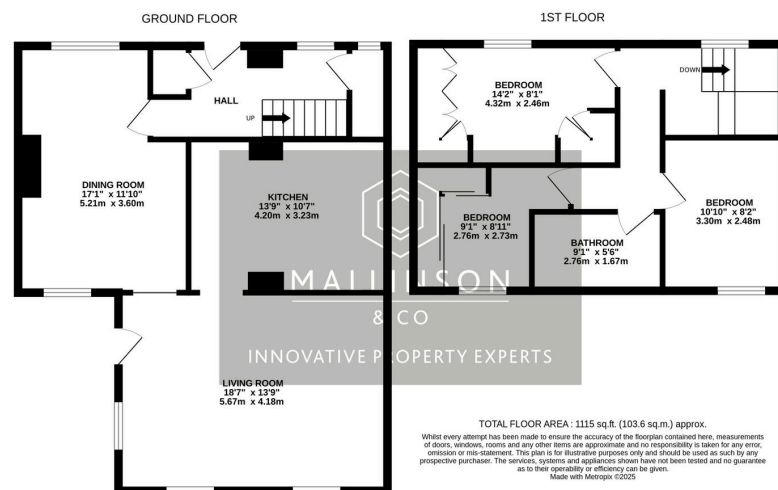 GROUND FLOOR
1ST FLOOR
HALL
UP
DINING ROOM
17'1" x 11'10"
5.21m x 3.60m
KITCHEN
13'9" x 10'7"
4.20m x 3.23m
LIVING ROOM
18'7" x 13'9"
5.67m x 4.18m
BEDROOM
14'2" x 8'1"
4.32m x 2.46m
DOWN
BEDROOM
9'1" x 8'11"
2.76m x 2.73m
BATHROOM
9'1" x 5'6"
2.76m x 1.67m
BEDROOM
10'10" x 8'2"
3.30m x 2.48m
MALLINSON
& CO
INNOVATIVE PROPERTY EXPERTS
TOTAL FLOOR AREA : 1115 sq.ft. (103.6 sq.m.) approx.
Whilst every attempt has been made to ensure the accuracy of the floorplan contained here, measurements
of doors, windows, rooms and any other items are approximate and no responsibility is taken for any error,
omission or mis-statement. This plan is for illustrative purposes only and should be used as such by any
prospective purchaser. The services, systems and appliances shown have not been tested and no guarantee
as to their operability or efficiency can be given.
Made with Metropix ©2025